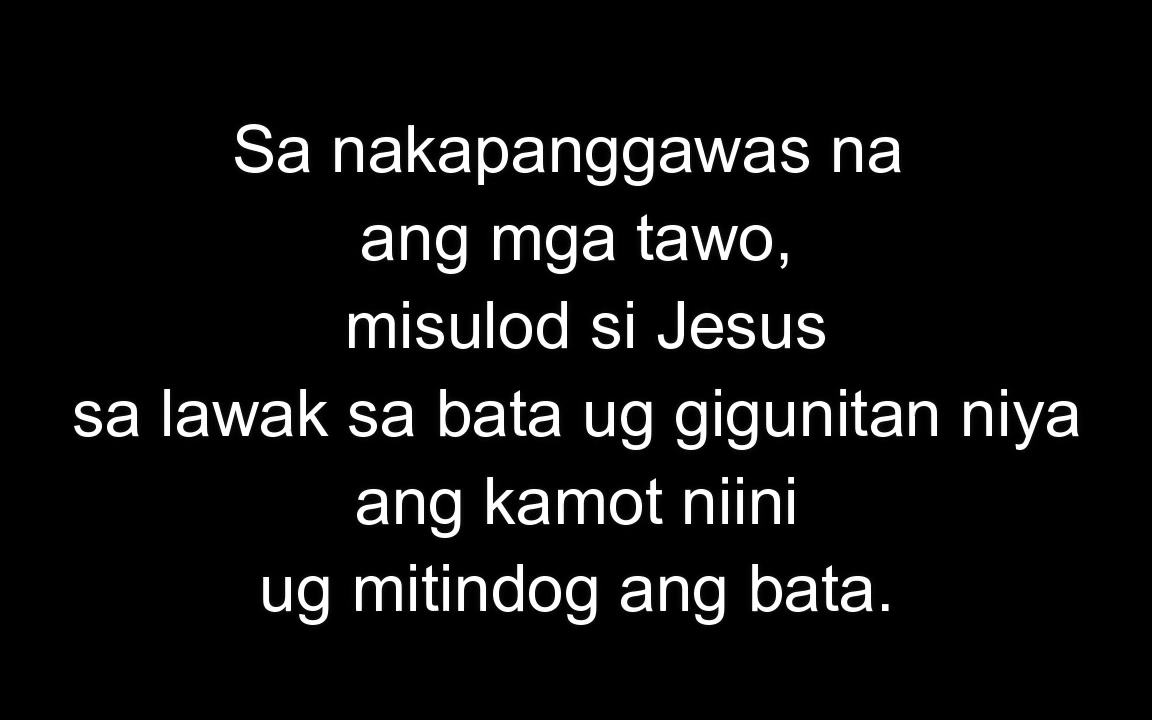 Sa nakapanggawas na
ang mga tawo,
misulod si Jesus
sa lawak sa bata ug gigunitan niya
ang kamot niini
ug mitindog ang bata.